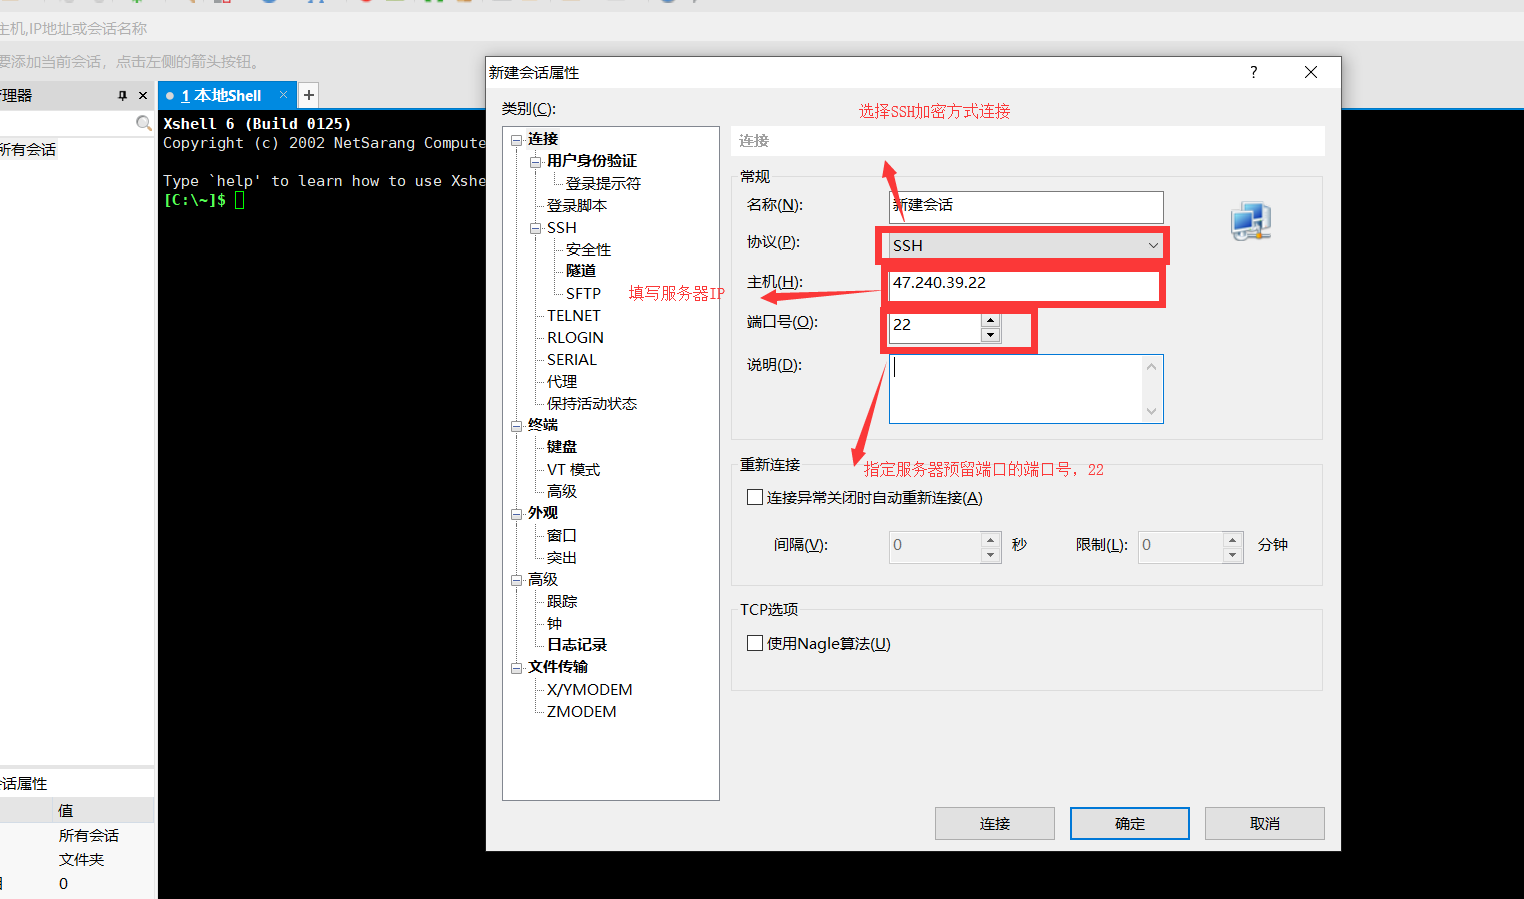 主机,IP地址或会话名称
要添加当前会话，点击左侧的箭头按钮。
理器
1 本地Shell
所有会话
Xshell 6 (Build 0125)
Copyright (c) 2002 NetSarang Compute
Type `help' to learn how to use Xshe
[C:\~]$
话属性
值
所有会话
文件夹
0
新建会话属性
类别(C):
连接
用户身份验证
登录提示符
登录脚本
SSH
安全性
隧道
SFTP
TELNET
RLOGIN
SERIAL
代理
保持活动状态
终端
键盘
VT 模式
高级
外观
窗口
突出
高级
跟踪
钟
日志记录
文件传输
X/YMODEM
ZMODEM
选择SSH加密方式连接
连接
常规
名称(N): 新建会话
协议(P): SSH
主机(H): 47.240.39.22
填写服务器IP
端口号(O): 22
说明(D):
指定服务器预留端口的端口号，22
重新连接
连接异常关闭时自动重新连接(A)
间隔(V): 0 秒 限制(L): 0 分钟
TCP选项
使用Nagle算法(U)
连接 确定 取消